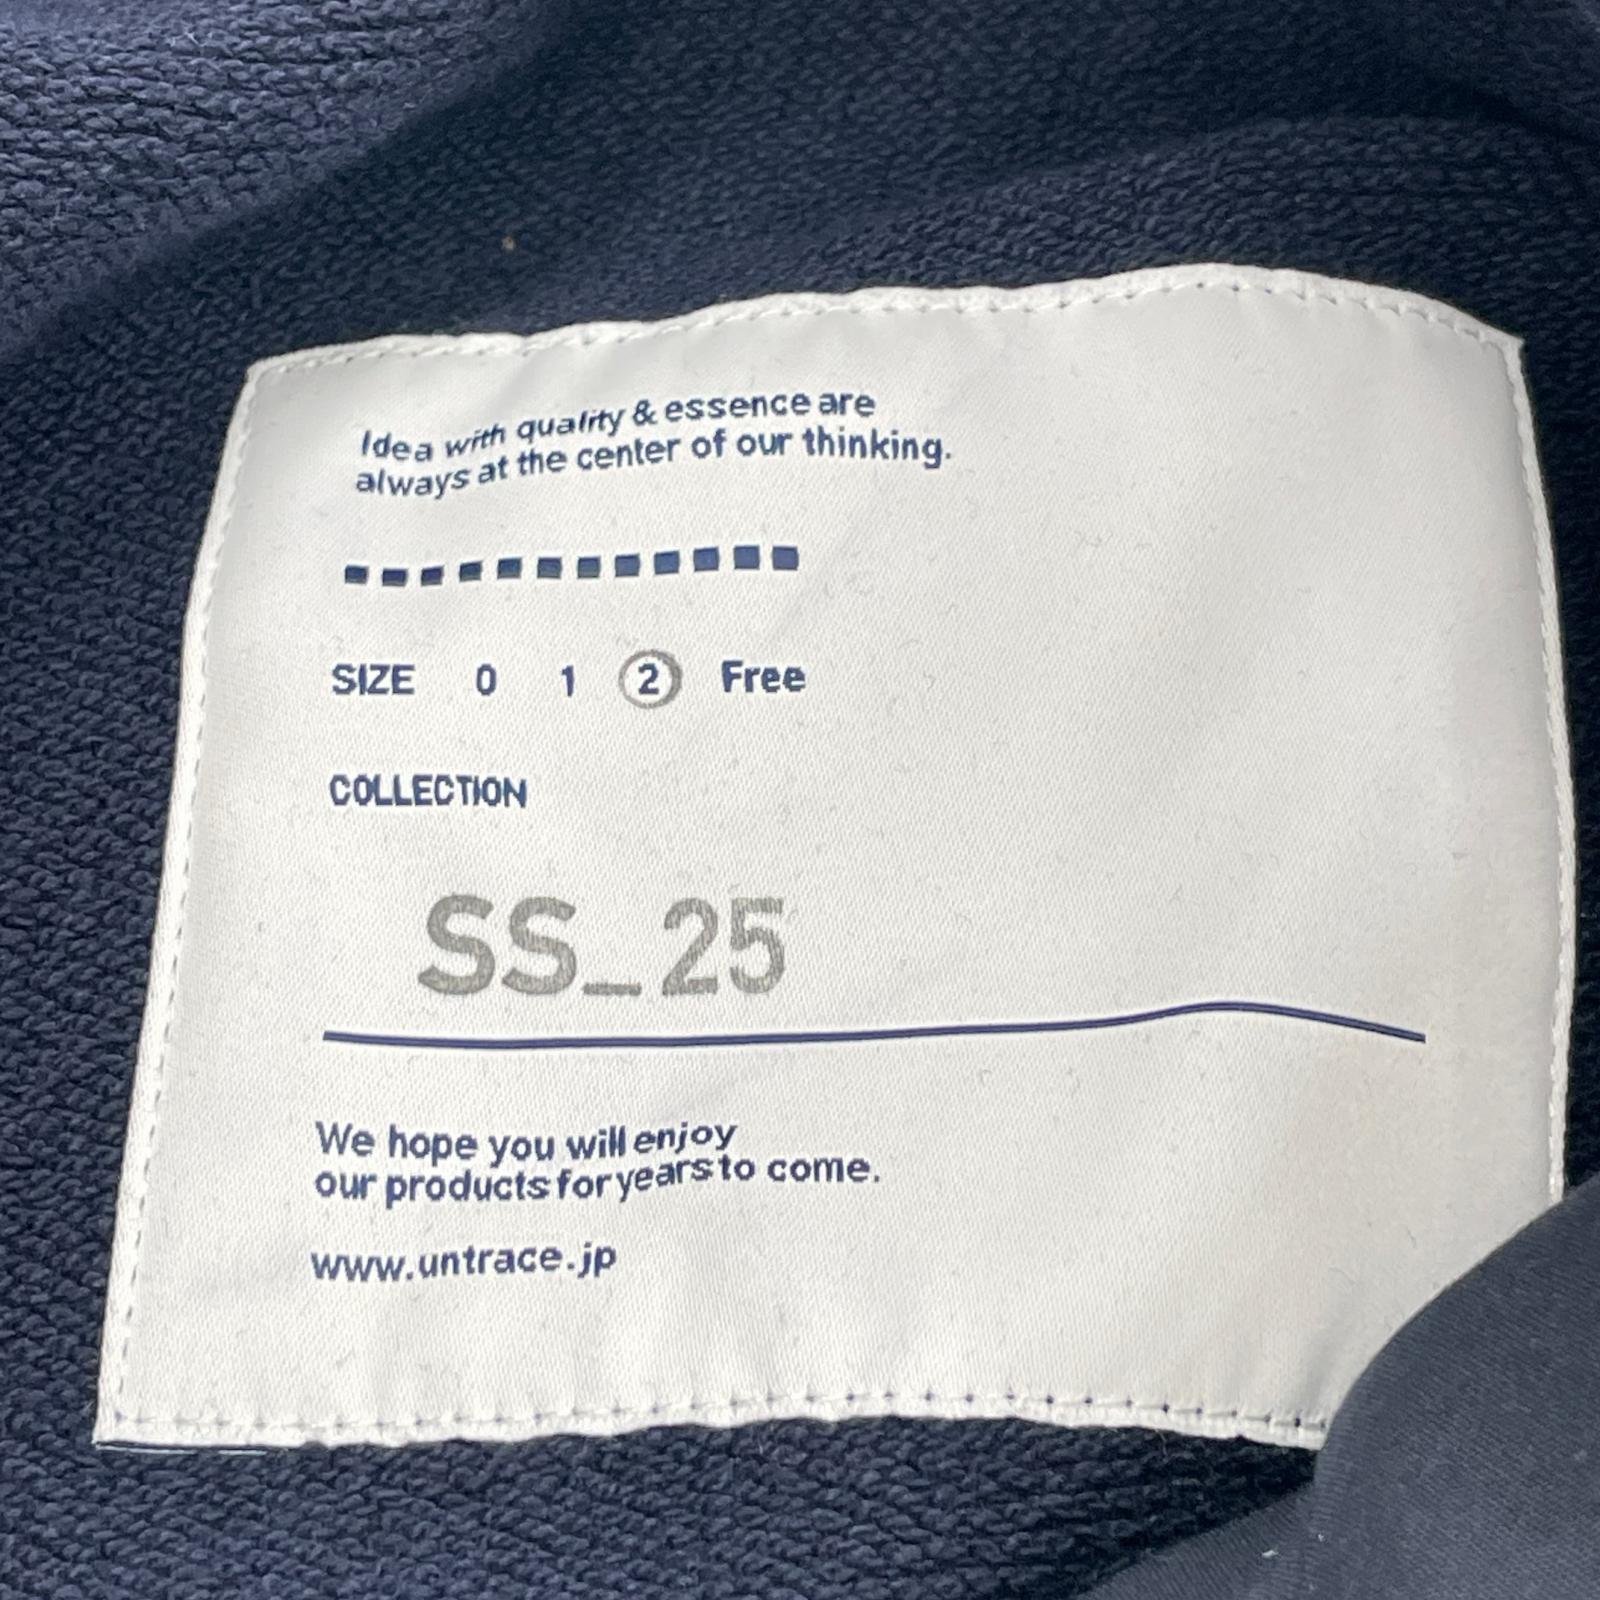 Idea with quality & essence are
always at the center of our thinking.
SIZE 0 1 2 Free
COLLECTION
SS_25
We hope you will enjoy
our products for years to come.
www.untrace.jp